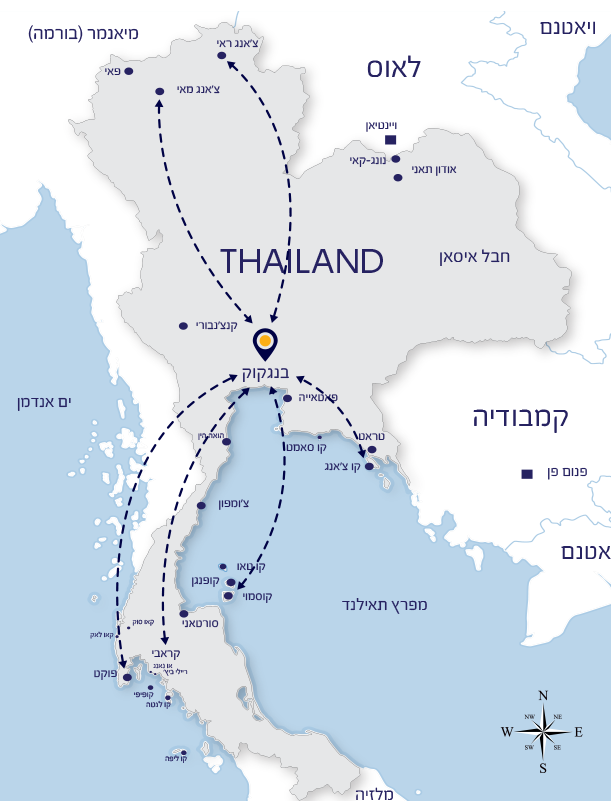 ויאטנם
מיאנמר (בורמה)
צ'אנג ראי
לאוס
פאי
צ'אנג מאי
ויינטיאן
נונג-קאי
אודון תאני
THAILAND
חבל איסאן
קנצ'נבורי
בנגקוק
פאטאייה
ים אנדמן
קמבודיה
הואה הין
טראט
קו סאמט
קו צ'אנג
פנום פן
צ'ומפון
אטנם
קו טאו
קופנגן
קוסמוי
מפרץ תאילנד
סורטאני
קאו סוק
קאו לאק
קראבי
או נאנג
ריילי ביץ'
פוקט
קופיפי
קו לנטה
קו ליפה
מלזיה
N
NW NE
W E
SW SE
S